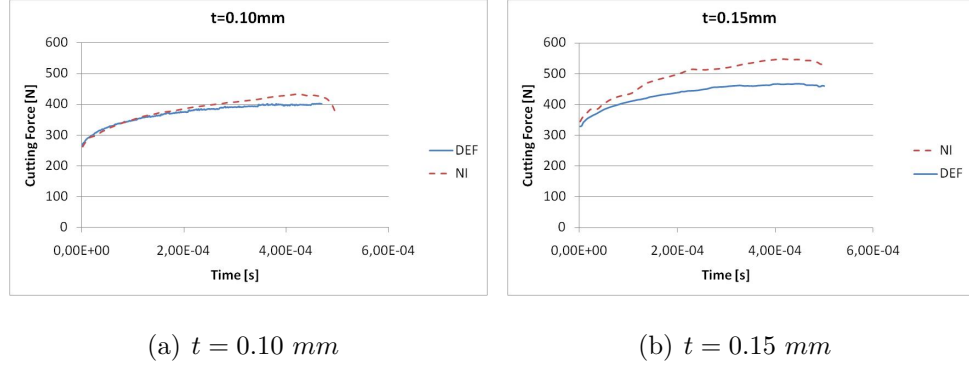 t=0.10mm
Cutting Force [N]
600
500
400
300
200
100
0
0,00E+00 2,00E-04 4,00E-04 6,00E-04
Time [s]
DEF
NI
t=0.15mm
Cutting Force [N]
600
500
400
300
200
100
0
0,00E+00 2,00E-04 4,00E-04 6,00E-04
Time [s]
NI
DEF
(a) t = 0.10 mm
(b) t = 0.15 mm